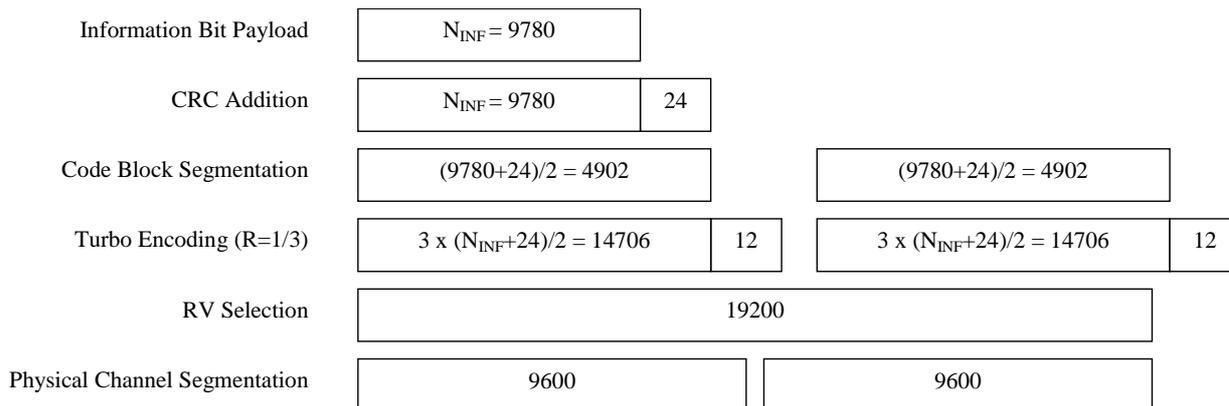 Information Bit Payload N_INF = 9780
CRC Addition N_INF = 9780 24
Code Block Segmentation (9780+24)/2 = 4902 (9780+24)/2 = 4902
Turbo Encoding (R=1/3) 3 x (N_INF+24)/2 = 14706 12 3 x (N_INF+24)/2 = 14706 12
RV Selection 19200
Physical Channel Segmentation 9600 9600